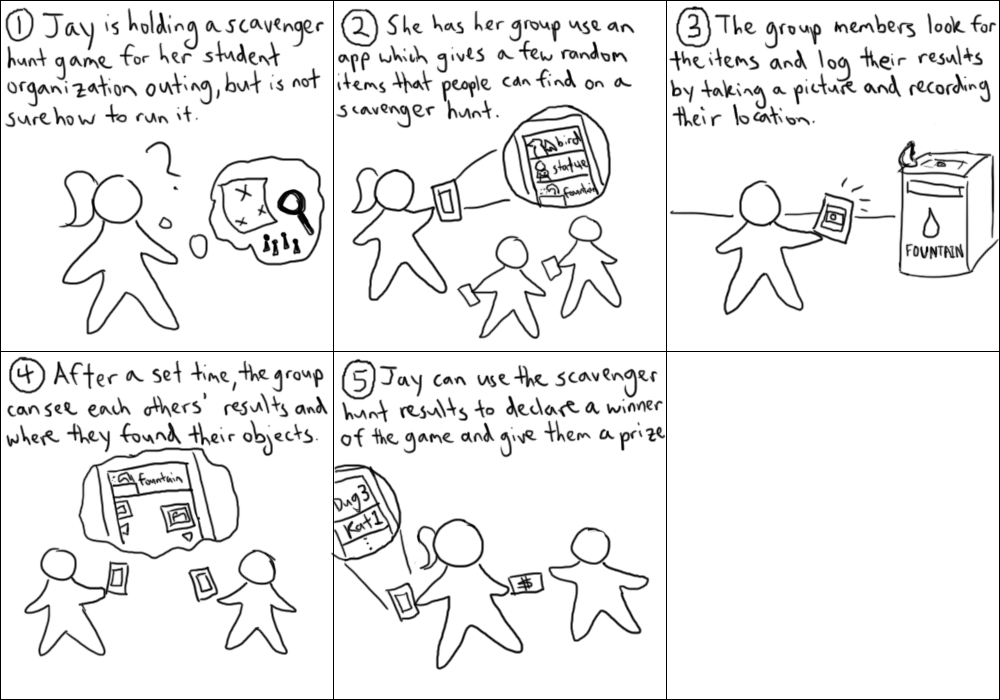 ① Jay is holding a scavenger
hunt game for her student
organization outing, but is not
sure how to run it.
?
② She has her group use an
app which gives a few random
items that people can find on a
scavenger hunt.
bird
statue
fountain
③ The group members look for
the items and log their results
by taking a picture and recording
their location.
FOUNTAIN
④ After a set time, the group
can see each others' results and
where they found their objects.
fountain
⑤ Jay can use the scavenger
hunt results to declare a winner
of the game and give them a prize
Dug 3
Kat 1
$